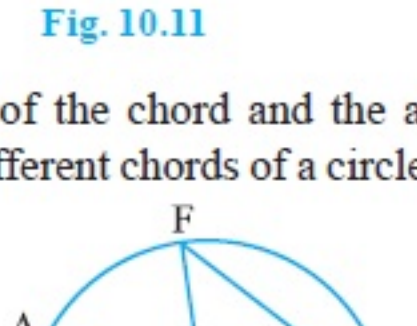 Fig. 10.11
of the chord and the a
fferent chords of a circle
F
A